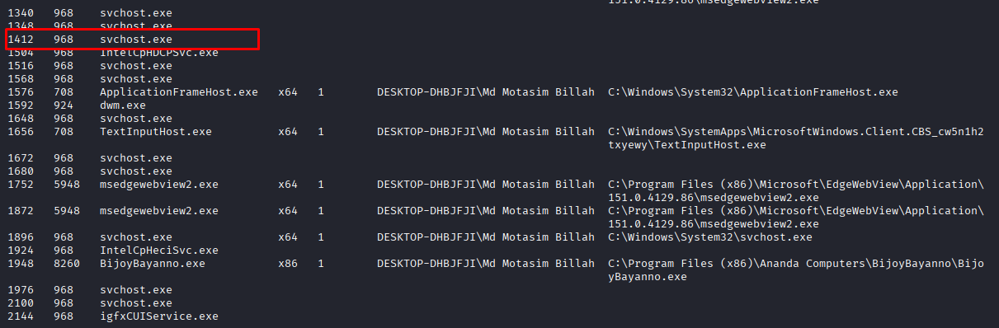 151.0.4129.86\msedgewebview2.exe
1340 968 svchost.exe
1348 968 svchost.exe
1412 968 svchost.exe
1504 968 IntelCpHDCPSvc.exe
1516 968 svchost.exe
1568 968 svchost.exe
1576 708 ApplicationFrameHost.exe x64 1 DESKTOP-DHBJFJI\Md Motasim Billah C:\Windows\System32\ApplicationFrameHost.exe
1592 924 dwm.exe
1648 968 svchost.exe
1656 708 TextInputHost.exe x64 1 DESKTOP-DHBJFJI\Md Motasim Billah C:\Windows\SystemApps\MicrosoftWindows.Client.CBS_cw5n1h2
txyewy\TextInputHost.exe
1672 968 svchost.exe
1680 968 svchost.exe
1752 5948 msedgewebview2.exe x64 1 DESKTOP-DHBJFJI\Md Motasim Billah C:\Program Files (x86)\Microsoft\EdgeWebView\Application\
151.0.4129.86\msedgewebview2.exe
1872 5948 msedgewebview2.exe x64 1 DESKTOP-DHBJFJI\Md Motasim Billah C:\Program Files (x86)\Microsoft\EdgeWebView\Application\
151.0.4129.86\msedgewebview2.exe
1896 968 svchost.exe x64 1 DESKTOP-DHBJFJI\Md Motasim Billah C:\Windows\System32\svchost.exe
1924 968 IntelCpHeciSvc.exe
1948 8260 BijoyBayanno.exe x86 1 DESKTOP-DHBJFJI\Md Motasim Billah C:\Program Files (x86)\Ananda Computers\BijoyBayanno\Bijo
yBayanno.exe
1976 968 svchost.exe
2100 968 svchost.exe
2144 968 igfxCUIService.exe